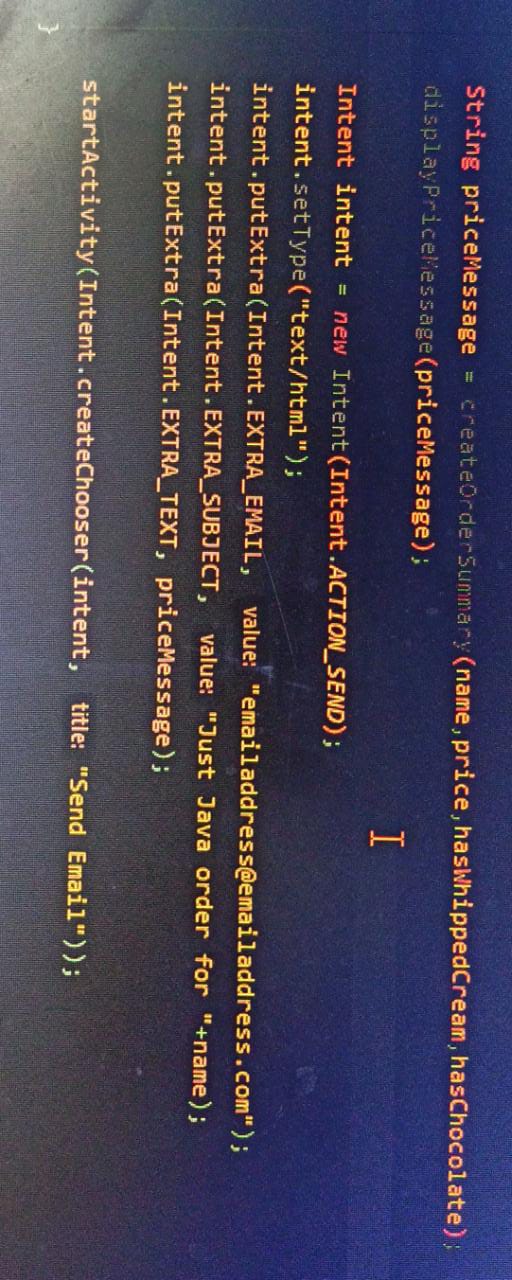 String priceMessage = createOrderSummary(name,price,hasWhippedCream,hasChocolate);
displayPriceMessage(priceMessage);
Intent intent = new Intent(Intent.ACTION_SEND);
intent.setType("text/html");
intent.putExtra(Intent.EXTRA_EMAIL, value: "emailaddress@emailaddress.com");
intent.putExtra(Intent.EXTRA_SUBJECT, value: "Just Java order for "+name);
intent.putExtra(Intent.EXTRA_TEXT, priceMessage);
startActivity(Intent.createChooser(intent, title: "Send Email"));
}